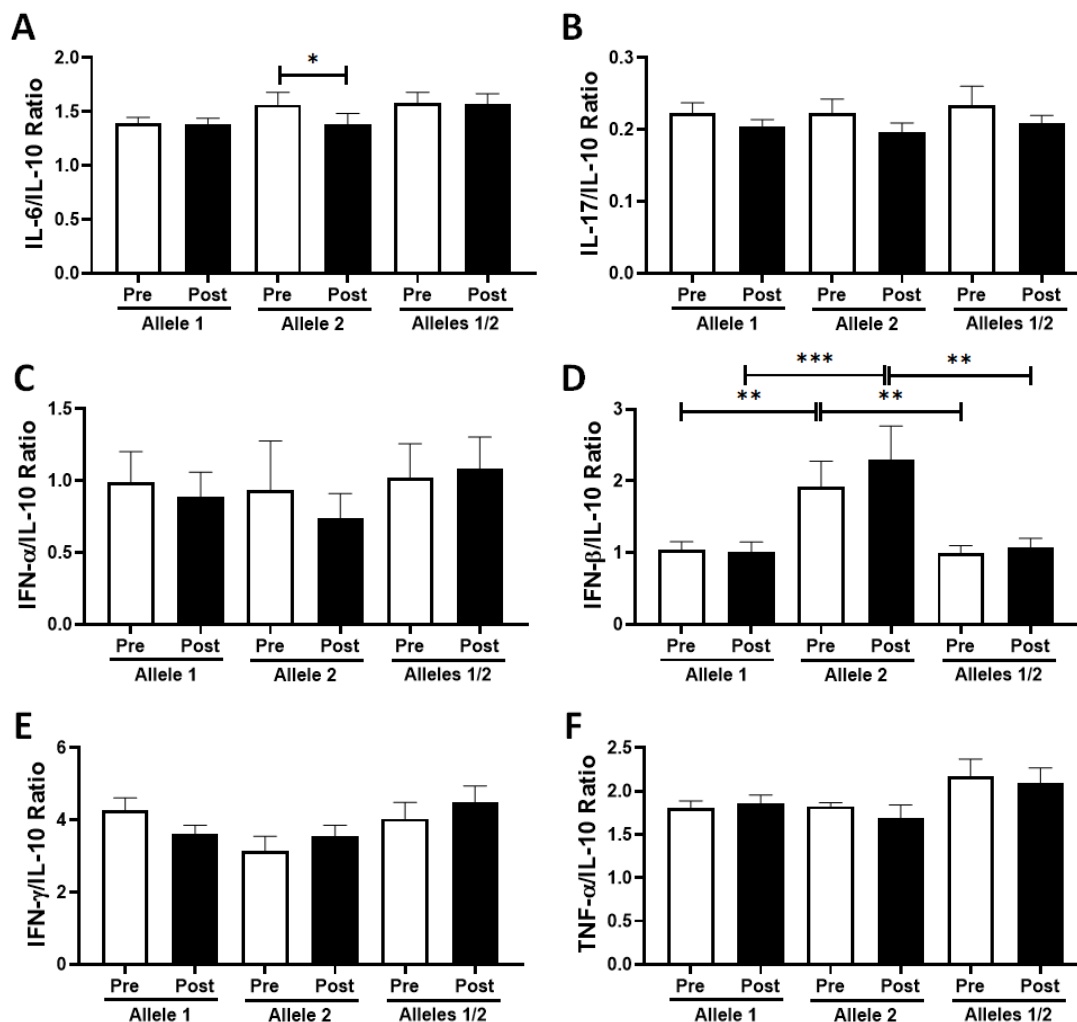 A
IL-6/IL-10 Ratio
2.0
1.5
1.0
0.5
0.0
*
Pre Post Pre Post Pre Post
Allele 1 Allele 2 Alleles 1/2
B
IL-17/IL-10 Ratio
0.3
0.2
0.1
0.0
Pre Post Pre Post Pre Post
Allele 1 Allele 2 Alleles 1/2
C
IFN-α/IL-10 Ratio
1.5
1.0
0.5
0.0
Pre Post Pre Post Pre Post
Allele 1 Allele 2 Alleles 1/2
D
IFN-β/IL-10 Ratio
3
2
1
0
*** **
** **
Pre Post Pre Post Pre Post
Allele 1 Allele 2 Alleles 1/2
E
IFN-γ/IL-10 Ratio
6
4
2
0
Pre Post Pre Post Pre Post
Allele 1 Allele 2 Alleles 1/2
F
TNF-α/IL-10 Ratio
2.5
2.0
1.5
1.0
0.5
0.0
Pre Post Pre Post Pre Post
Allele 1 Allele 2 Alleles 1/2